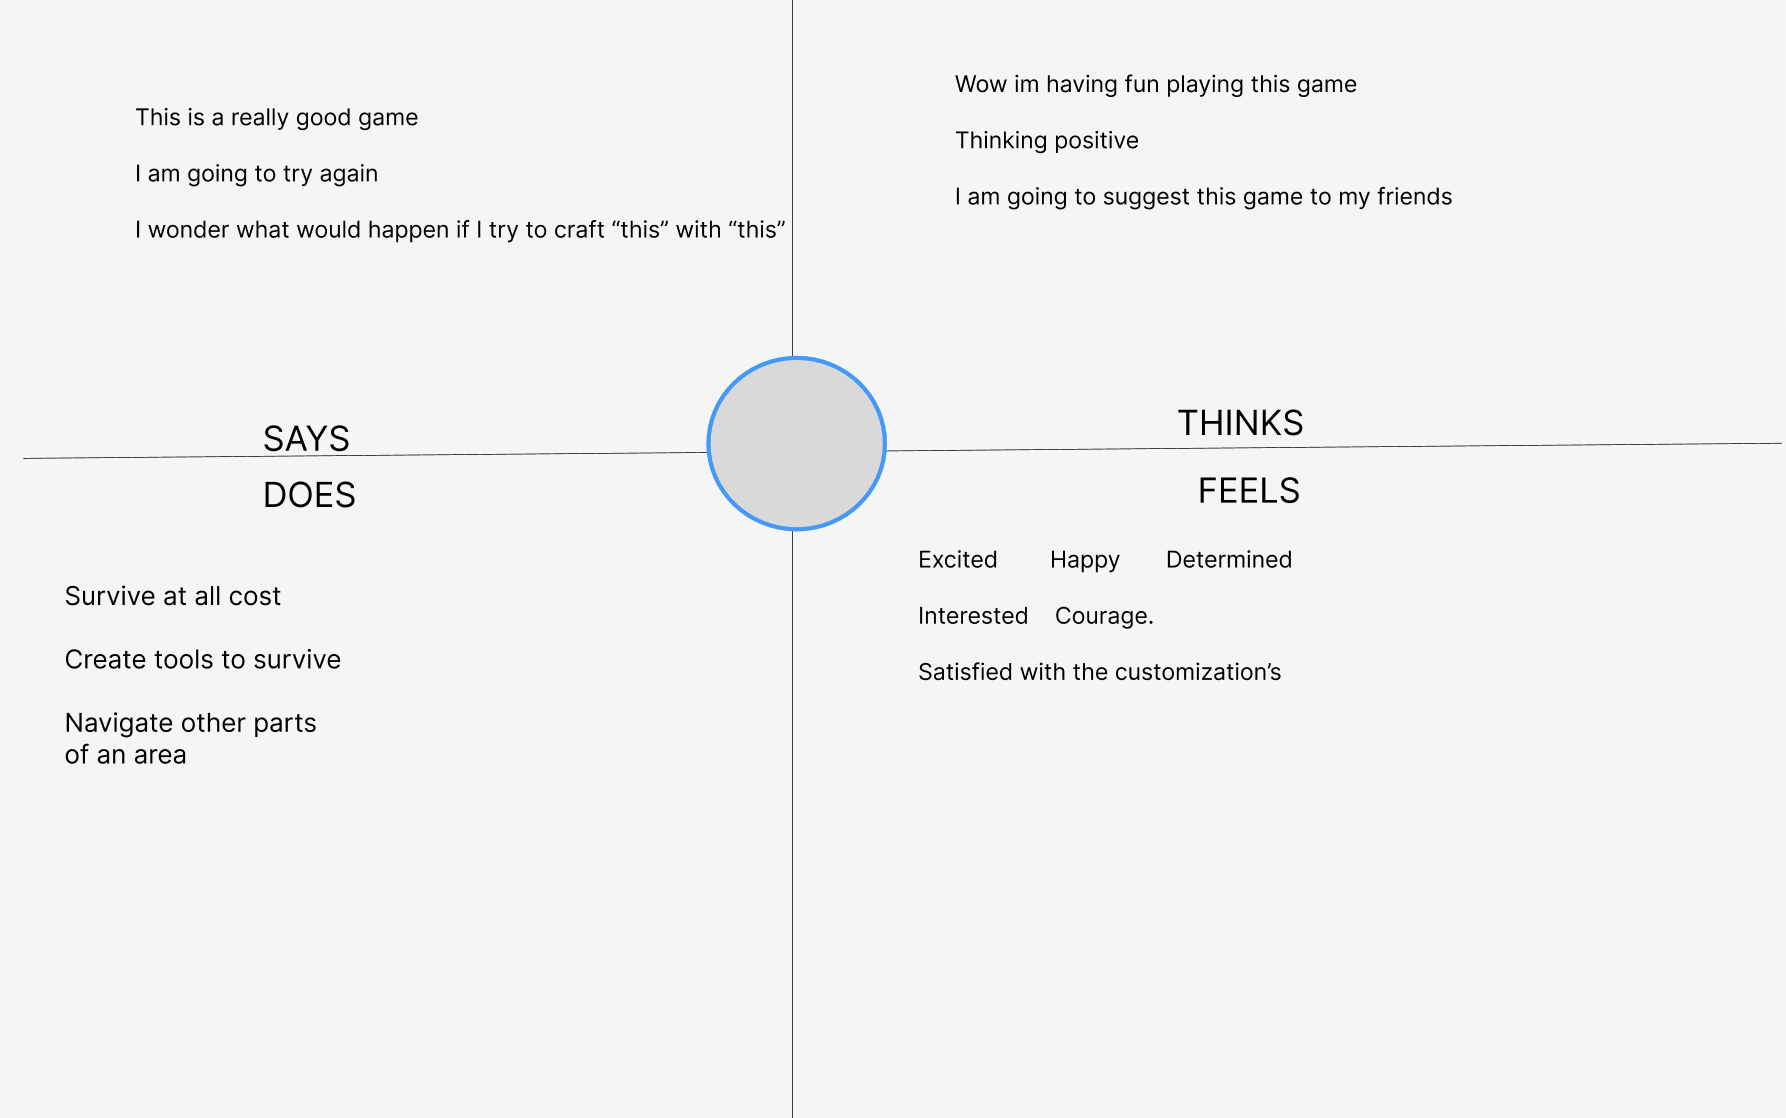 This is a really good game
I am going to try again
I wonder what would happen if I try to craft “this” with “this”
SAYS
Wow im having fun playing this game
Thinking positive
I am going to suggest this game to my friends
THINKS
DOES
Survive at all cost
Create tools to survive
Navigate other parts
of an area
FEELS
Excited Happy Determined
Interested Courage.
Satisfied with the customization’s